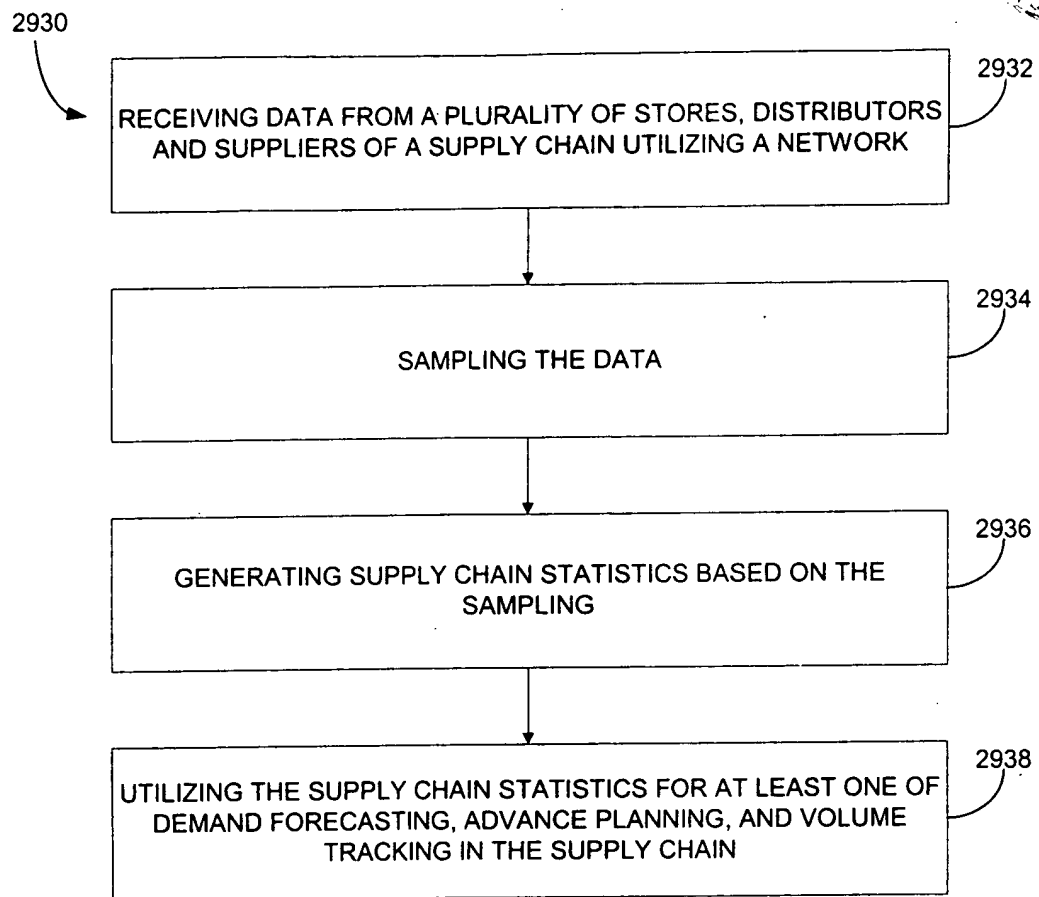 2930
2932
RECEIVING DATA FROM A PLURALITY OF STORES, DISTRIBUTORS
AND SUPPLIERS OF A SUPPLY CHAIN UTILIZING A NETWORK
2934
SAMPLING THE DATA
2936
GENERATING SUPPLY CHAIN STATISTICS BASED ON THE
SAMPLING
2938
UTILIZING THE SUPPLY CHAIN STATISTICS FOR AT LEAST ONE OF
DEMAND FORECASTING, ADVANCE PLANNING, AND VOLUME
TRACKING IN THE SUPPLY CHAIN